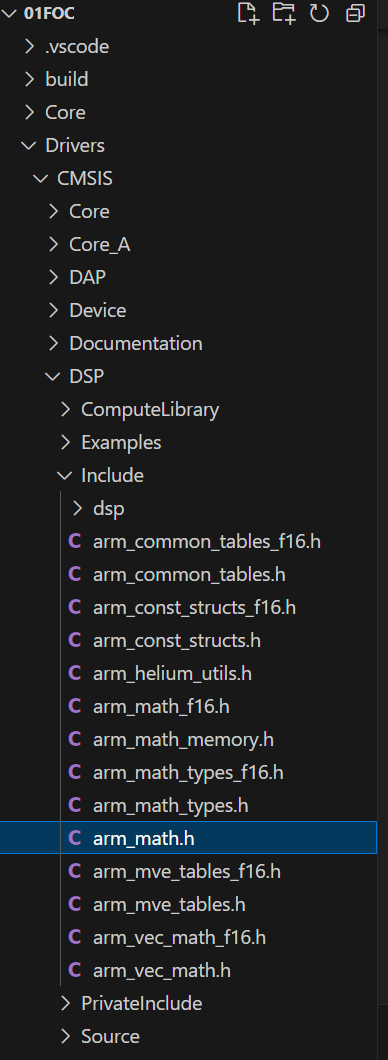 01FOC
.vscode
build
Core
Drivers
CMSIS
Core
Core_A
DAP
Device
Documentation
DSP
ComputeLibrary
Examples
Include
dsp
C arm_common_tables_f16.h
C arm_common_tables.h
C arm_const_structs_f16.h
C arm_const_structs.h
C arm_helium_utils.h
C arm_math_f16.h
C arm_math_memory.h
C arm_math_types_f16.h
C arm_math_types.h
C arm_math.h
C arm_mve_tables_f16.h
C arm_mve_tables.h
C arm_vec_math_f16.h
C arm_vec_math.h
PrivateInclude
Source